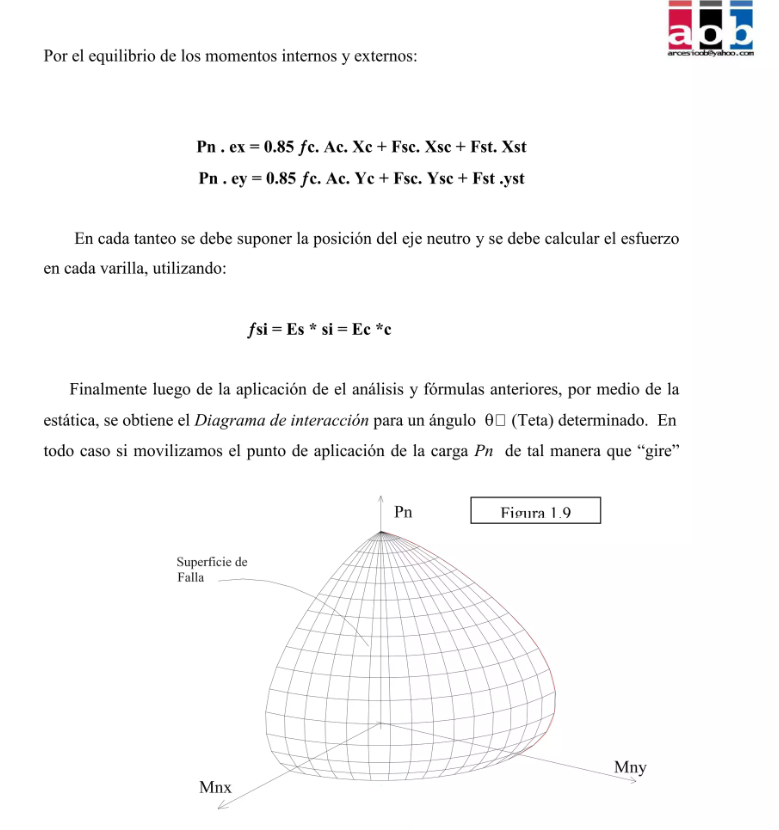 aob
arcesioob@yahoo.com
Por el equilibrio de los momentos internos y externos:
Pn . ex = 0.85 ƒc. Ac. Xc + Fsc. Xsc + Fst. Xst
Pn . ey = 0.85 ƒc. Ac. Yc + Fsc. Ysc + Fst .yst
En cada tanteo se debe suponer la posición del eje neutro y se debe calcular el esfuerzo
en cada varilla, utilizando:
ƒsi = Es * si = Ec *c
Finalmente luego de la aplicación de el análisis y fórmulas anteriores, por medio de la
estática, se obtiene el Diagrama de interacción para un ángulo θ□ (Teta) determinado. En
todo caso si movilizamos el punto de aplicación de la carga Pn de tal manera que “gire”
Pn
Figura 1.9
Superficie de
Falla
Mny
Mnx